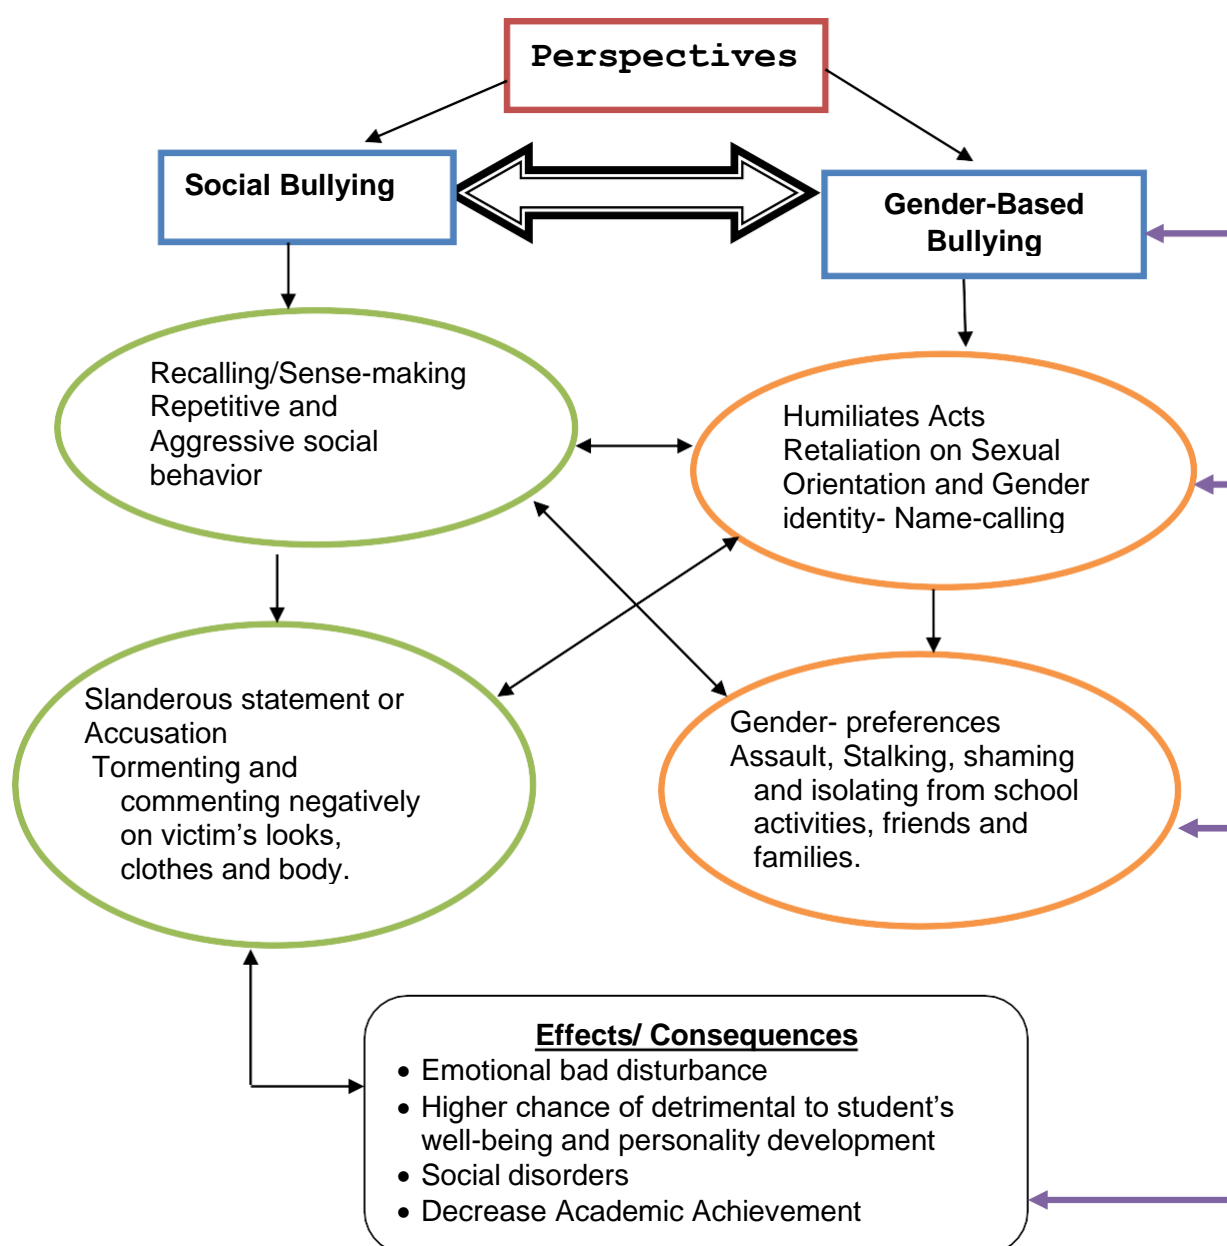 Perspectives
Social Bullying
Gender-Based
Bullying
Recalling/Sense-making
Repetitive and
Aggressive social
behavior
Humiliates Acts
Retaliation on Sexual
Orientation and Gender
identity- Name-calling
Slanderous statement or
Accusation
Tormenting and
commenting negatively
on victim’s looks,
clothes and body.
Gender- preferences
Assault, Stalking, shaming
and isolating from school
activities, friends and
families.
Effects/ Consequences
• Emotional bad disturbance
• Higher chance of detrimental to student’s
well-being and personality development
• Social disorders
• Decrease Academic Achievement